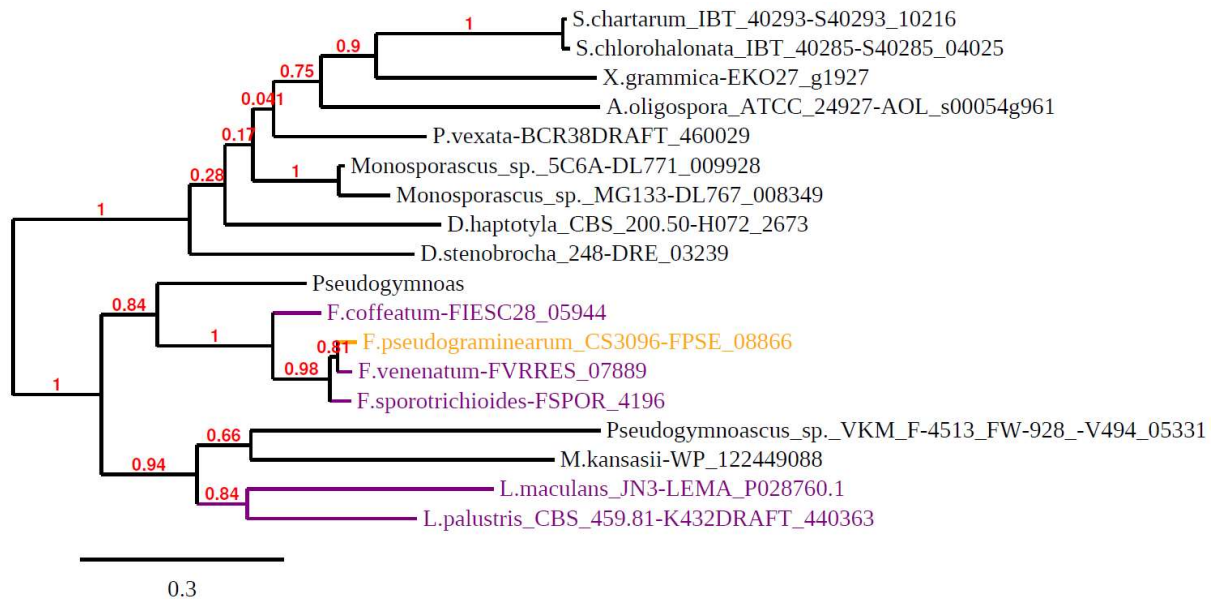 S.chartarum_IBT_40293-S40293_10216
1
S.chlorohalonata_IBT_40285-S40285_04025
0.9
X.grammica-EKO27_g1927
0.75
A.oligospora_ATCC_24927-AOL_s00054g961
0.041
P.vexata-BCR38DRAFT_460029
0.17
Monosporascus_sp._5C6A-DL771_009928
1
Monosporascus_sp._MG133-DL767_008349
0.28
D.haptotyla_CBS_200.50-H072_2673
1
D.stenobrocha_248-DRE_03239
Pseudogymnoas
0.84
F.coffeatum-FIESC28_05944
1
F.pseudograminearum_CS3096-FPSE_08866
0.81
F.venenatum-FVRRES_07889
0.98
1
F.sporotrichioides-FSPOR_4196
Pseudogymnoascus_sp._VKM_F-4513_FW-928_-V494_05331
0.66
M.kansasii-WP_122449088
0.94
L.maculans_JN3-LEMA_P028760.1
0.84
L.palustris_CBS_459.81-K432DRAFT_440363
0.3